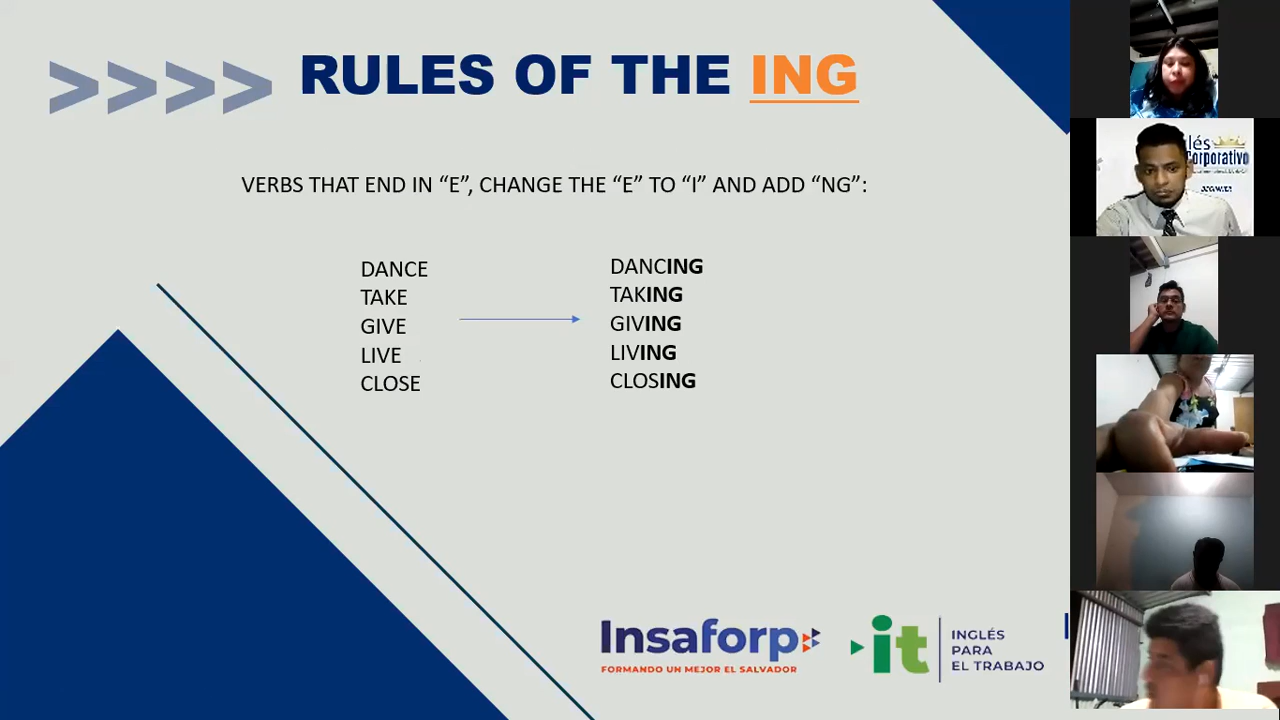 >>>> RULES OF THE ING
VERBS THAT END IN “E”, CHANGE THE “E” TO “I” AND ADD “NG”:
DANCE
TAKE
GIVE
LIVE
CLOSE
DANCING
TAKING
GIVING
LIVING
CLOSING
Insaforp
FORMANDO UN MEJOR EL SALVADOR
it
INGLÉS
PARA
EL TRABAJO
lés
Corporativo